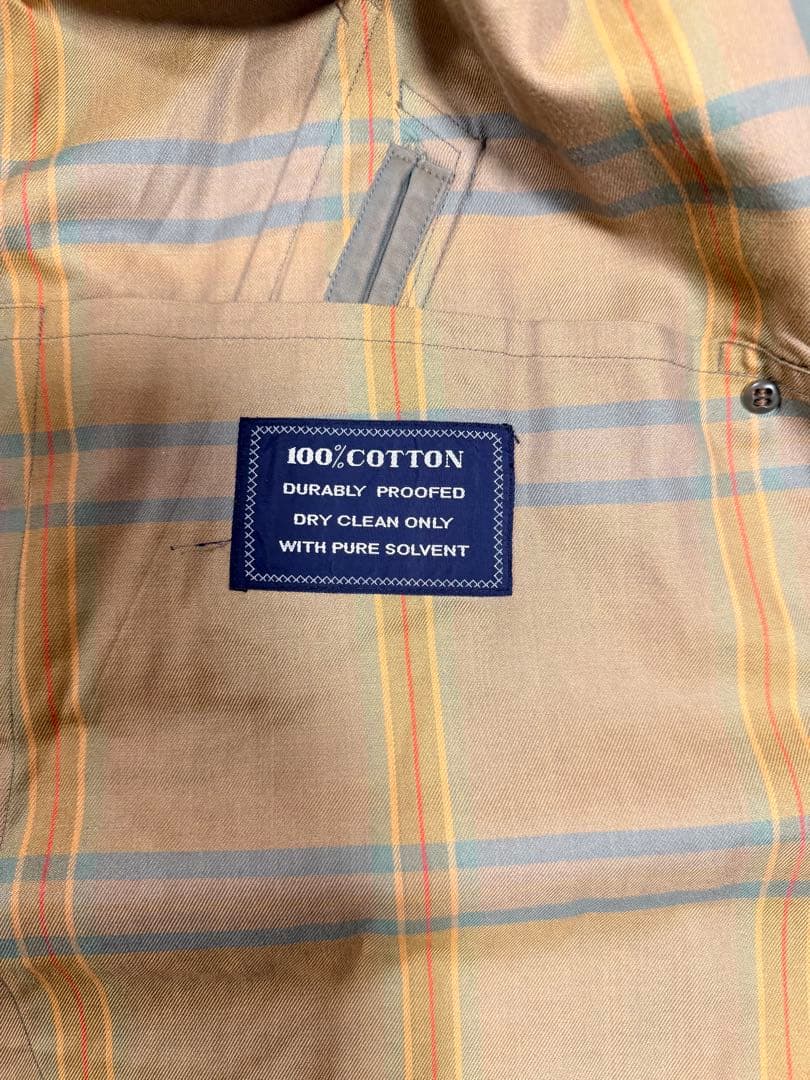 100% COTTON
DURABLY PROOFED
DRY CLEAN ONLY
WITH PURE SOLVENT